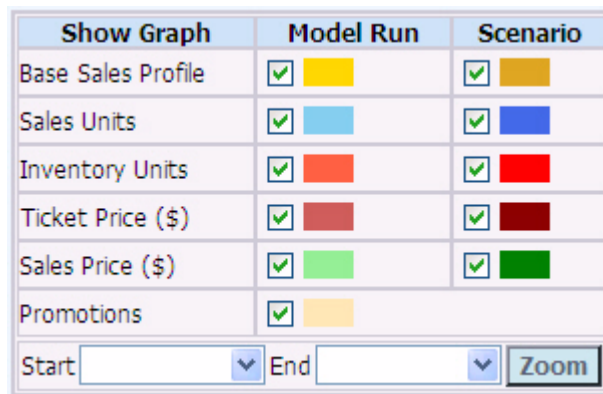 Show Graph Model Run Scenario
Base Sales Profile
Sales Units
Inventory Units
Ticket Price ($)
Sales Price ($)
Promotions
Start End Zoom